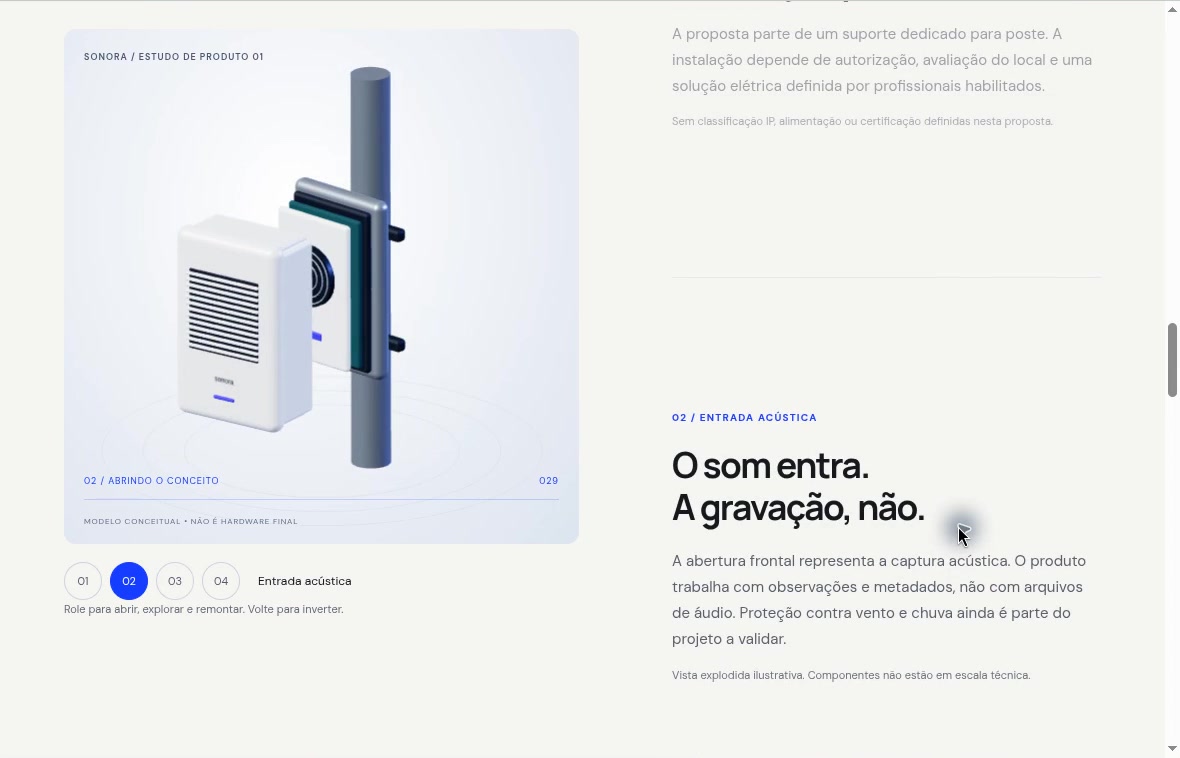 SONORA / ESTUDO DE PRODUTO 01
SONORA
02 / ABRINDO O CONCEITO
029
MODELO CONCEITUAL • NÃO É HARDWARE FINAL
01
02
03
04
Entrada acústica
Role para abrir, explorar e remontar. Volte para inverter.
A proposta parte de um suporte dedicado para poste. A
instalação depende de autorização, avaliação do local e uma
solução elétrica definida por profissionais habilitados.
Sem classificação IP, alimentação ou certificação definidas nesta proposta.
02 / ENTRADA ACÚSTICA
O som entra.
A gravação, não.
A abertura frontal representa a captura acústica. O produto
trabalha com observações e metadados, não com arquivos
de áudio. Proteção contra vento e chuva ainda é parte do
projeto a validar.
Vista explodida ilustrativa. Componentes não estão em escala técnica.